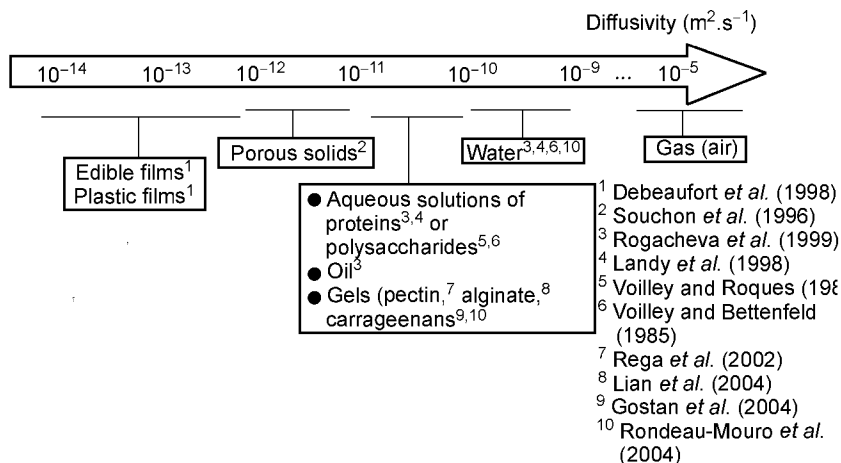 Diffusivity (m².s⁻¹)
10⁻¹⁴ 10⁻¹³ 10⁻¹² 10⁻¹¹ 10⁻¹⁰ 10⁻⁹ ... 10⁻⁵
Edible films¹
Plastic films¹
Porous solids²
Water³,⁴,⁶,¹⁰
Gas (air)
● Aqueous solutions of
proteins³,⁴ or
polysaccharides⁵,⁶
● Oil³
● Gels (pectin,⁷ alginate,⁸
carrageenans⁹,¹⁰
¹ Debeaufort et al. (1998)
² Souchon et al. (1996)
³ Rogacheva et al. (1999)
⁴ Landy et al. (1998)
⁵ Voilley and Roques (198
⁶ Voilley and Bettenfeld
(1985)
⁷ Rega et al. (2002)
⁸ Lian et al. (2004)
⁹ Gostan et al. (2004)
¹⁰ Rondeau-Mouro et al.
(2004)